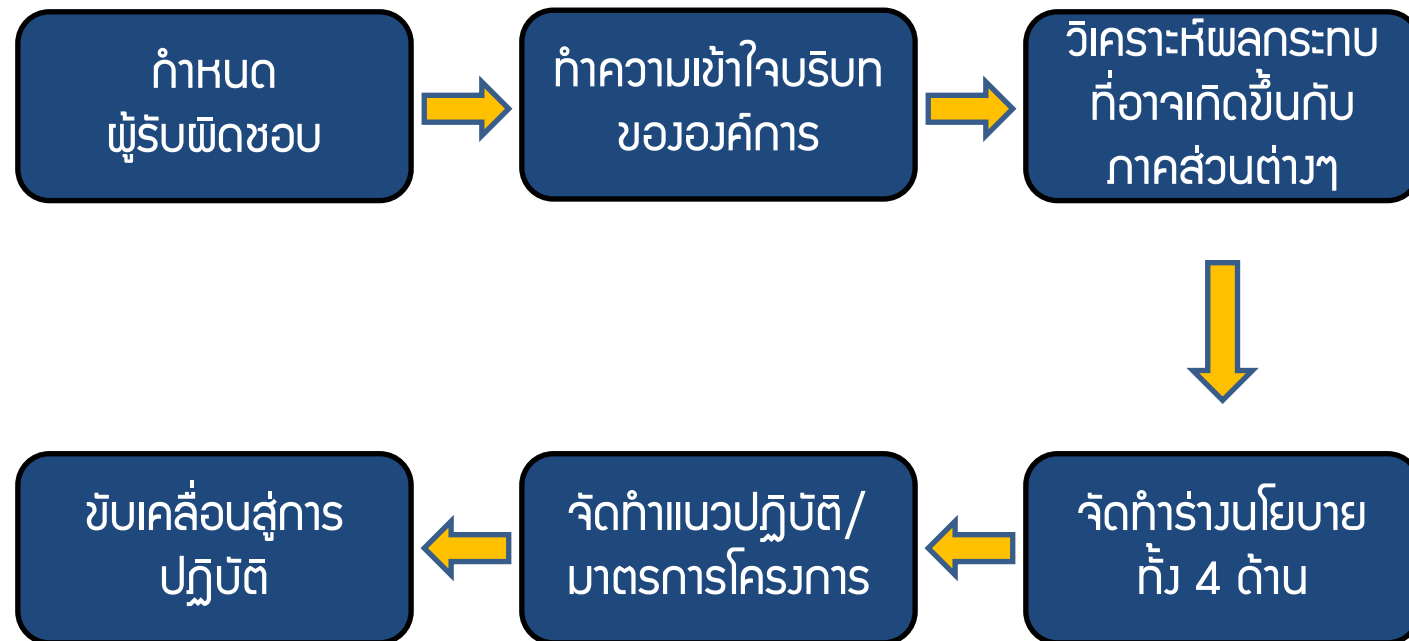 กำหนด
ผู้รับผิดชอบ
ทำความเข้าใจบริบท
ขององค์การ
วิเคราะห์ผลกระทบ
ที่อาจเกิดขึ้นกับ
ภาคส่วนต่างๆ
จัดทำร่างนโยบาย
ทั้ง 4 ด้าน
จัดทำแนวปฏิบัติ/
มาตรการโครงการ
ขับเคลื่อนสู่การ
ปฏิบัติ